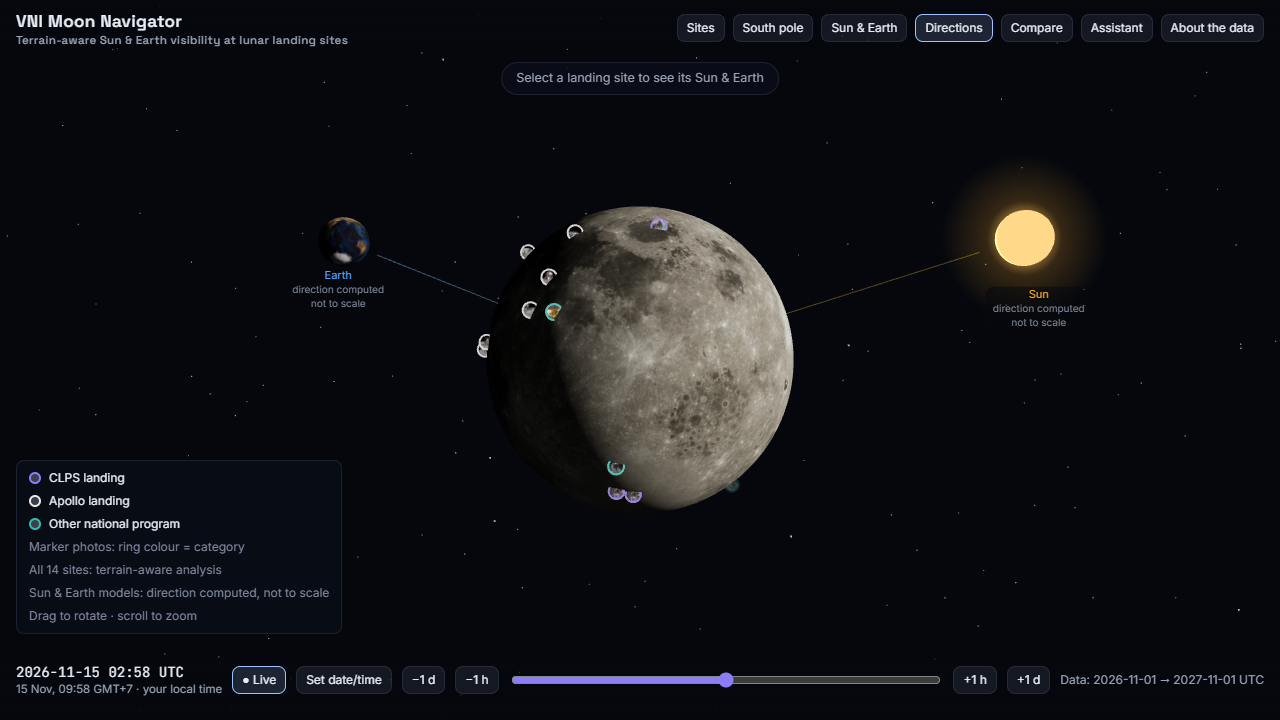 VNI Moon Navigator
Terrain-aware Sun & Earth visibility at lunar landing sites
Sites
South pole
Sun & Earth
Directions
Compare
Assistant
About the data
Select a landing site to see its Sun & Earth
Earth
direction computed
not to scale
Sun
direction computed
not to scale
CLPS landing
Apollo landing
Other national program
Marker photos: ring colour = category
All 14 sites: terrain-aware analysis
Sun & Earth models: direction computed, not to scale
Drag to rotate · scroll to zoom
2026-11-15 02:58 UTC
15 Nov, 09:58 GMT+7 · your local time
● Live
Set date/time
−1 d
−1 h
+1 h
+1 d
Data: 2026-11-01 → 2027-11-01 UTC